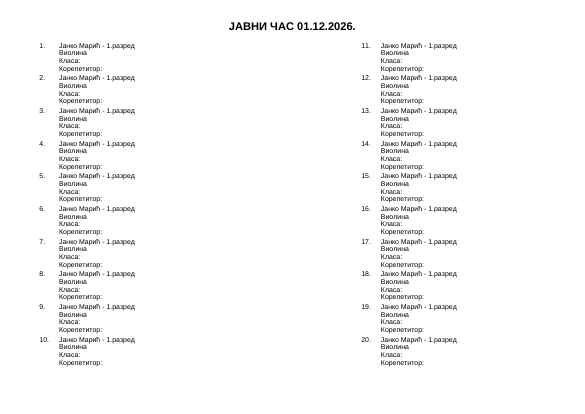 ЈАВНИ ЧАС 01.12.2026.
1. Јанко Марић - 1.разред
Виолина
Класа:
Корепетитор:
2. Јанко Марић - 1.разред
Виолина
Класа:
Корепетитор:
3. Јанко Марић - 1.разред
Виолина
Класа:
Корепетитор:
4. Јанко Марић - 1.разред
Виолина
Класа:
Корепетитор:
5. Јанко Марић - 1.разред
Виолина
Класа:
Корепетитор:
6. Јанко Марић - 1.разред
Виолина
Класа:
Корепетитор:
7. Јанко Марић - 1.разред
Виолина
Класа:
Корепетитор:
8. Јанко Марић - 1.разред
Виолина
Класа:
Корепетитор:
9. Јанко Марић - 1.разред
Виолина
Класа:
Корепетитор:
10. Јанко Марић - 1.разред
Виолина
Класа:
Корепетитор:
11. Јанко Марић - 1.разред
Виолина
Класа:
Корепетитор:
12. Јанко Марић - 1.разред
Виолина
Класа:
Корепетитор:
13. Јанко Марић - 1.разред
Виолина
Класа:
Корепетитор:
14. Јанко Марић - 1.разред
Виолина
Класа:
Корепетитор:
15. Јанко Марић - 1.разред
Виолина
Класа:
Корепетитор:
16. Јанко Марић - 1.разред
Виолина
Класа:
Корепетитор:
17. Јанко Марић - 1.разред
Виолина
Класа:
Корепетитор:
18. Јанко Марић - 1.разред
Виолина
Класа:
Корепетитор:
19. Јанко Марић - 1.разред
Виолина
Класа:
Корепетитор:
20. Јанко Марић - 1.разред
Виолина
Класа:
Корепетитор: